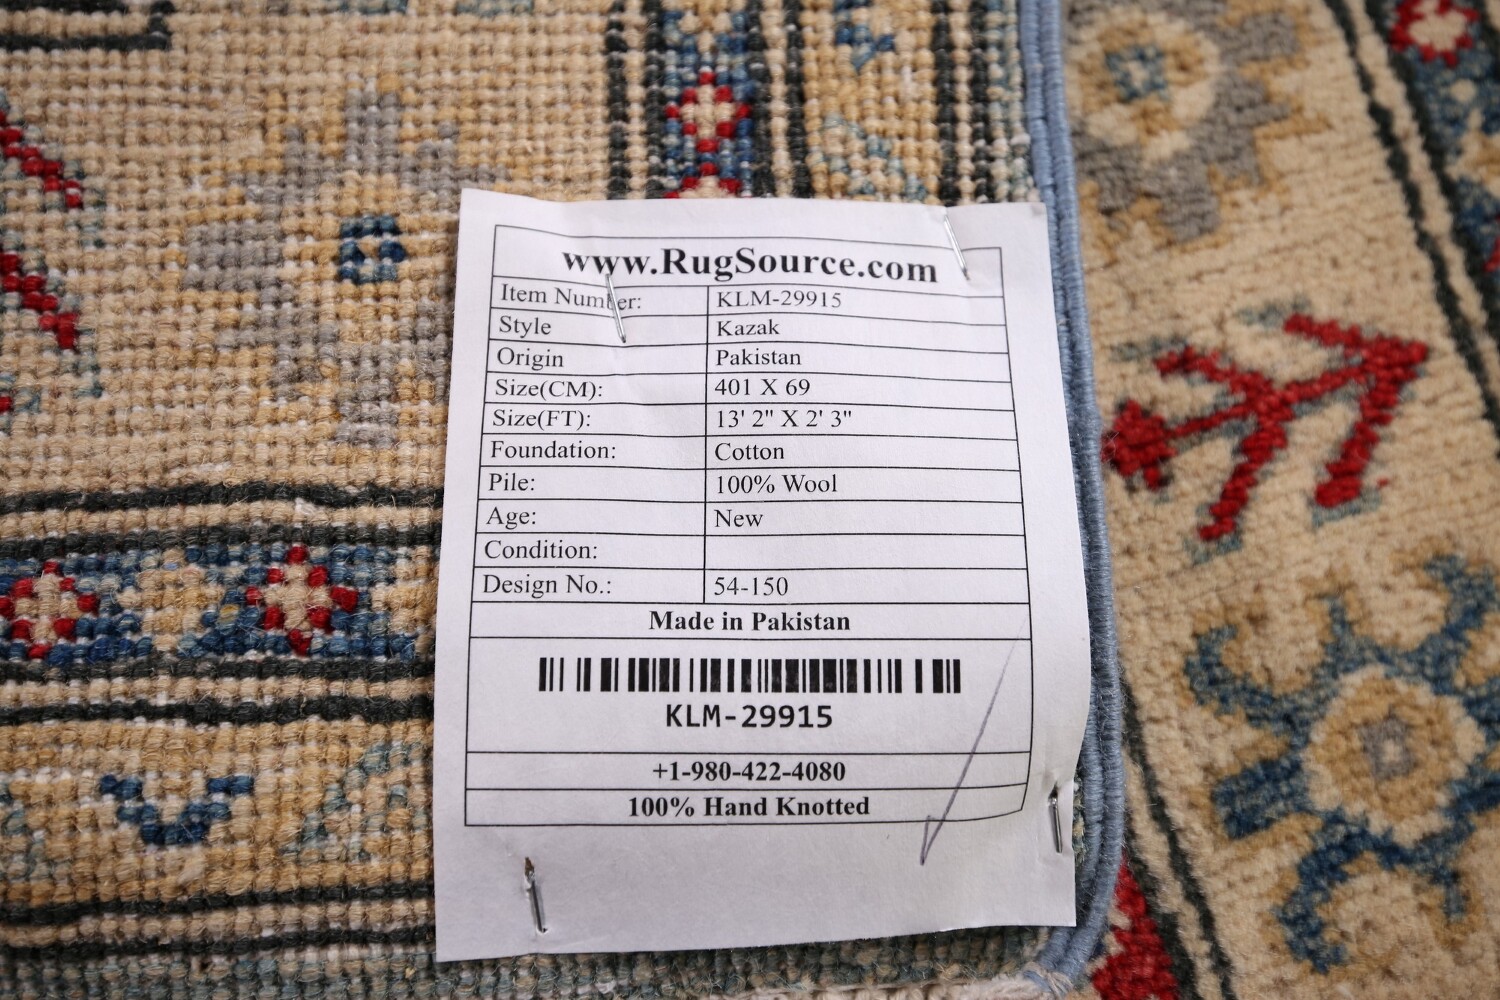 www.RugSource.com
Item Number: KLM-29915
Style Kazak
Origin Pakistan
Size(CM): 401 X 69
Size(FT): 13' 2" X 2' 3"
Foundation: Cotton
Pile: 100% Wool
Age: New
Condition:
Design No.: 54-150
Made in Pakistan
KLM-29915
+1-980-422-4080
100% Hand Knotted